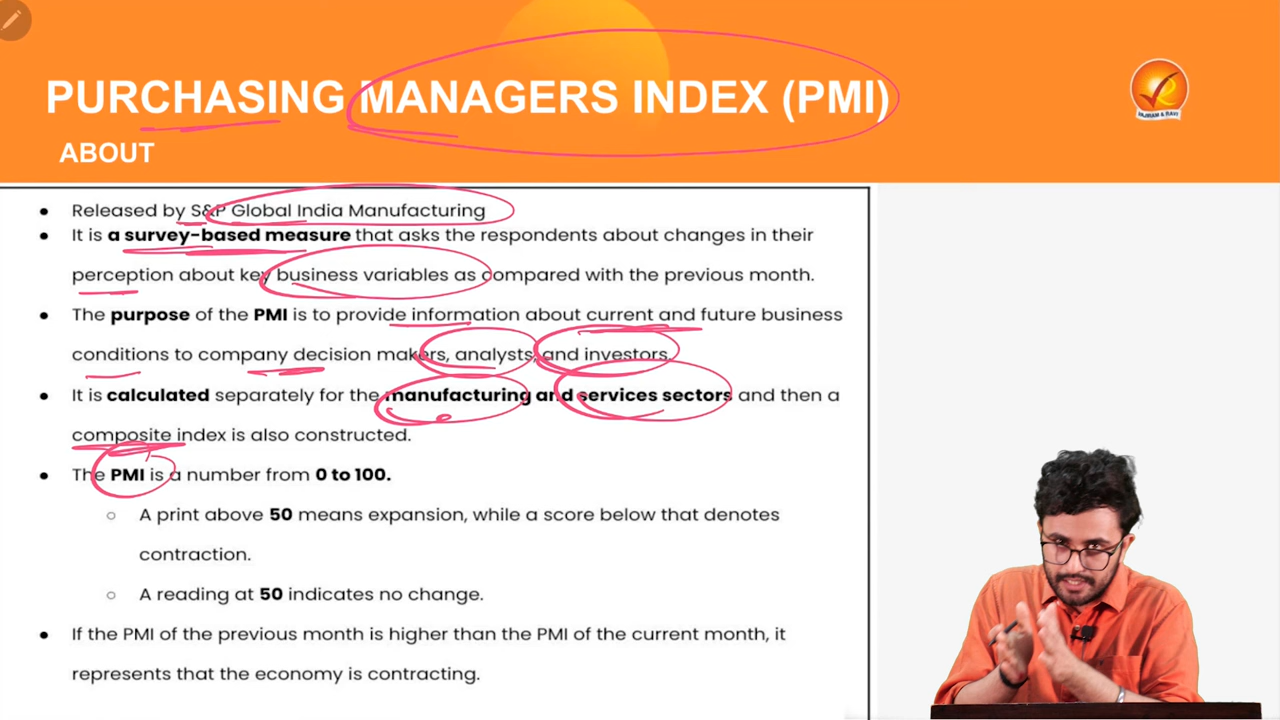 PURCHASING MANAGERS INDEX (PMI)
ABOUT
VAJIRAM & RAVI
● Released by S&P Global India Manufacturing
● It is a survey-based measure that asks the respondents about changes in their
perception about key business variables as compared with the previous month.
● The purpose of the PMI is to provide information about current and future business
conditions to company decision makers, analysts, and investors.
● It is calculated separately for the manufacturing and services sectors and then a
composite index is also constructed.
● The PMI is a number from 0 to 100.
○ A print above 50 means expansion, while a score below that denotes
contraction.
○ A reading at 50 indicates no change.
● If the PMI of the previous month is higher than the PMI of the current month, it
represents that the economy is contracting.